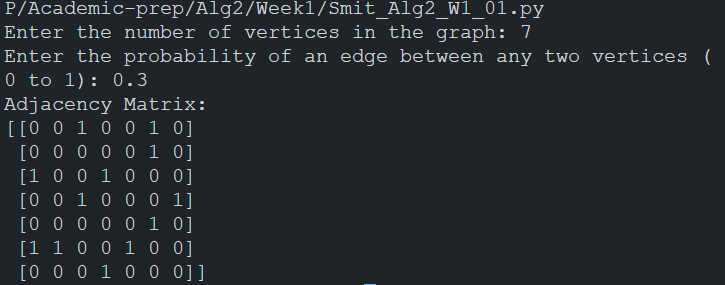 P/Academic-prep/Alg2/Week1/Smit_Alg2_W1_01.py
Enter the number of vertices in the graph: 7
Enter the probability of an edge between any two vertices (
0 to 1): 0.3
Adjacency Matrix:
[[0 0 1 0 0 1 0]
 [0 0 0 0 0 1 0]
 [1 0 0 1 0 0 0]
 [0 0 1 0 0 0 1]
 [0 0 0 0 0 1 0]
 [1 1 0 0 1 0 0]
 [0 0 0 1 0 0 0]]